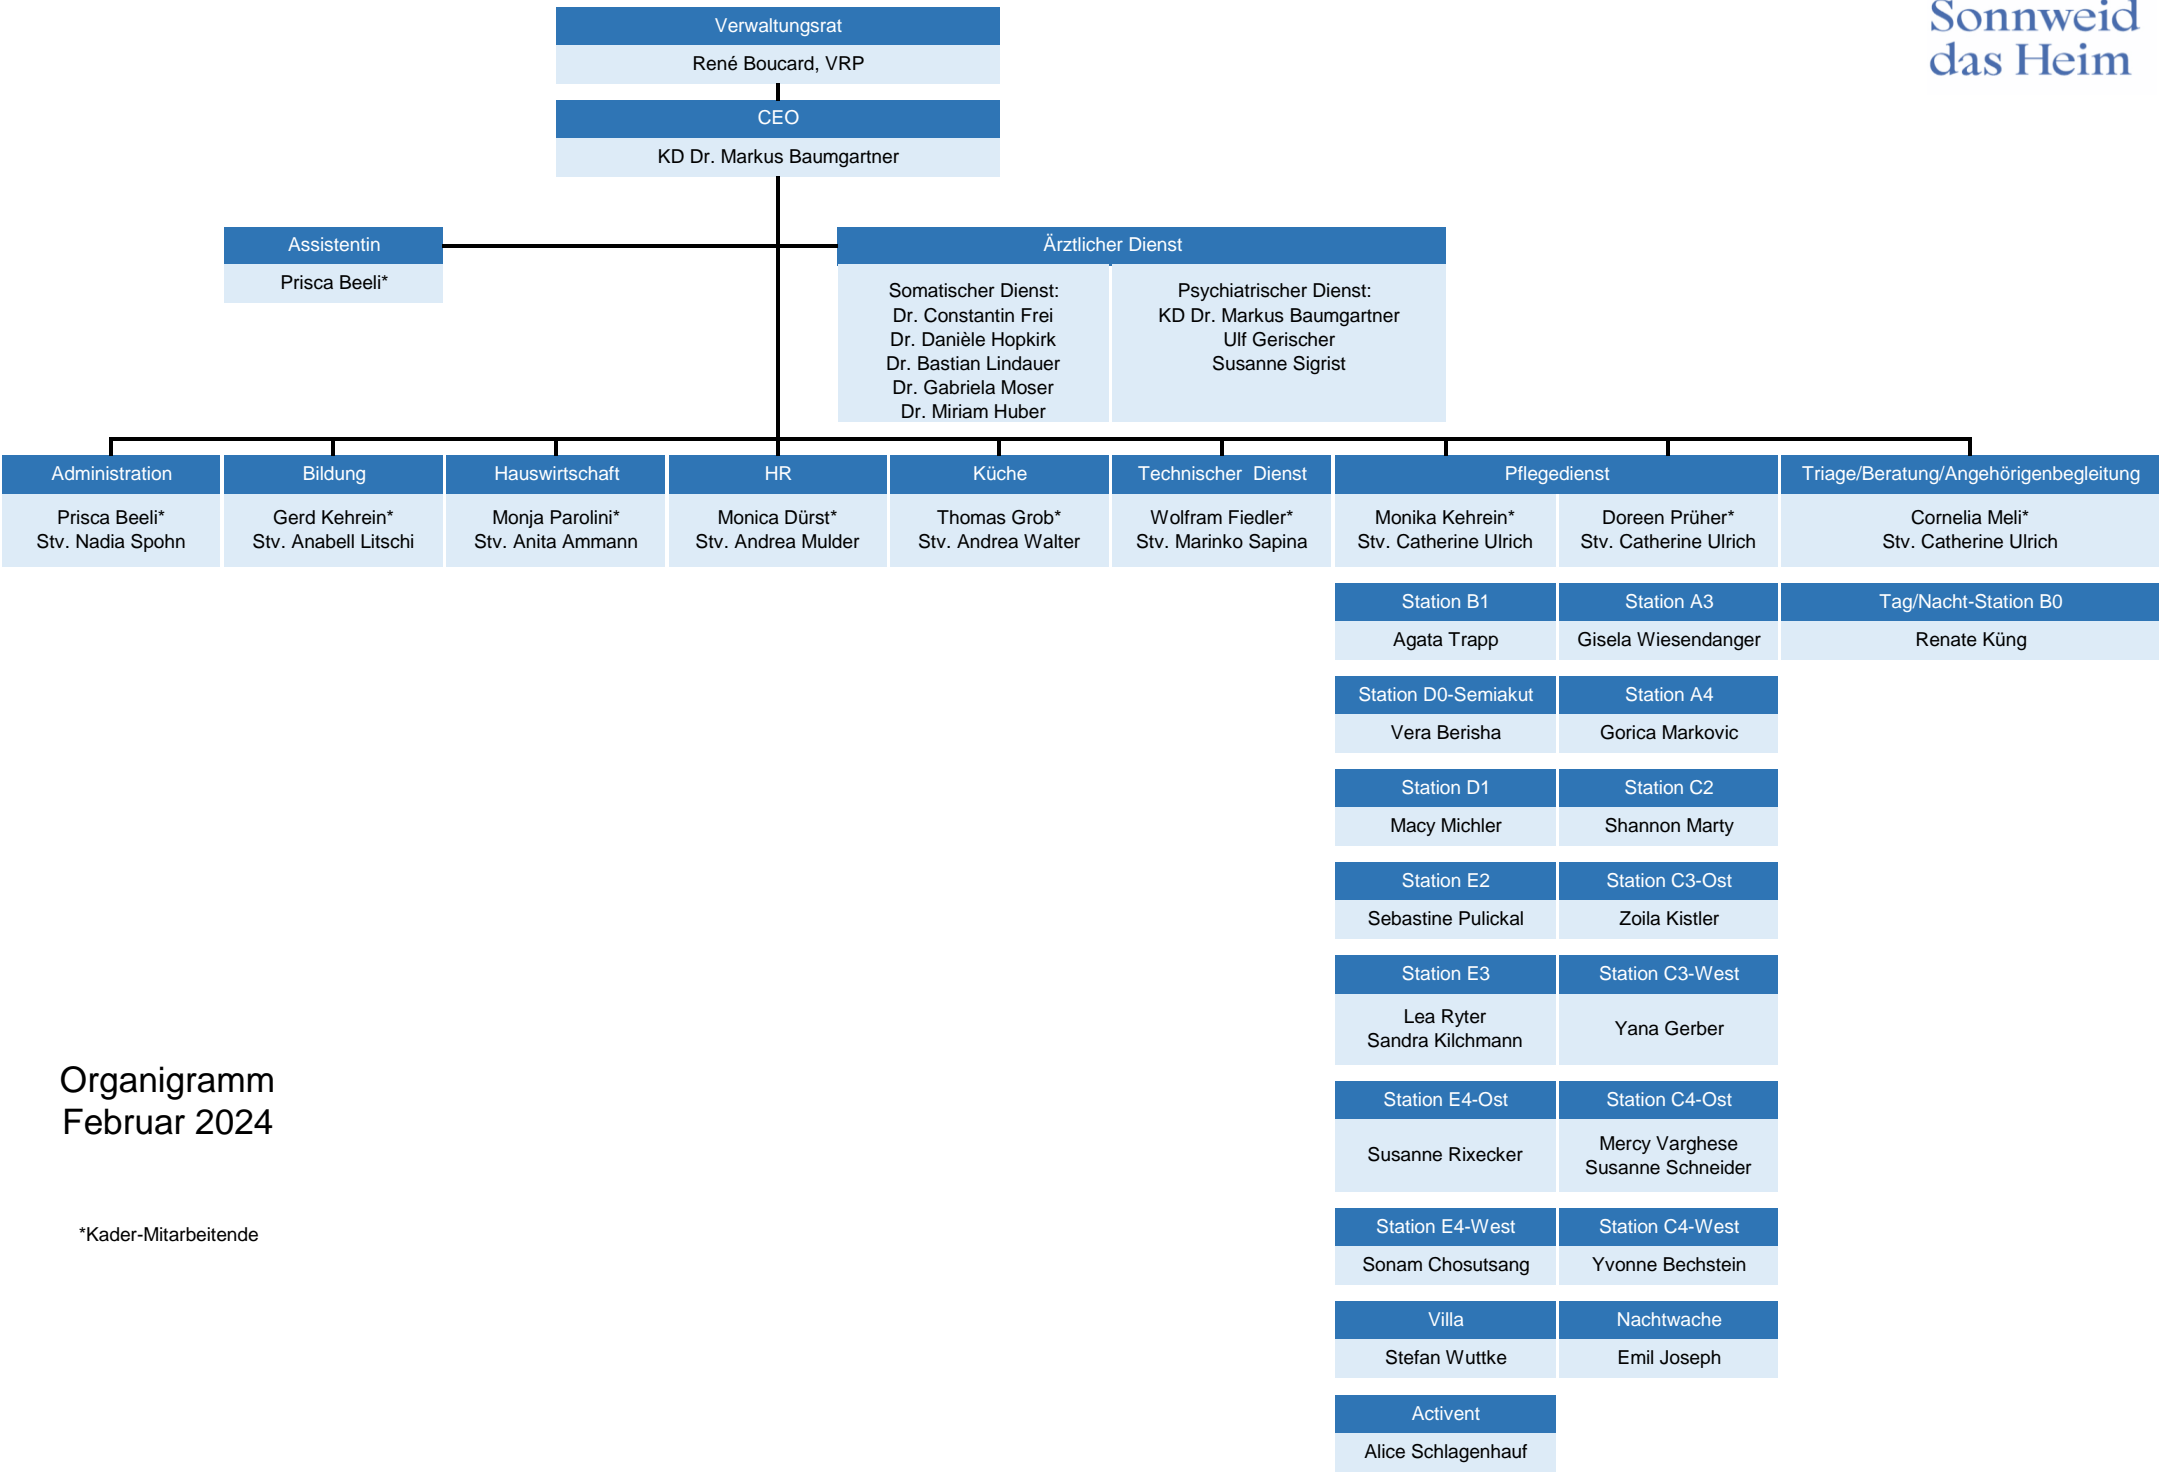 Sonnweid
das Heim
Verwaltungsrat
René Boucard, VRP
CEO
KD Dr. Markus Baumgartner
Assistentin
Prisca Beeli*
Ärztlicher Dienst
Somatischer Dienst:
Dr. Constantin Frei
Dr. Danièle Hopkirk
Dr. Bastian Lindauer
Dr. Gabriela Moser
Dr. Miriam Huber
Psychiatrischer Dienst:
KD Dr. Markus Baumgartner
Ulf Gerischer
Susanne Sigrist
Administration
Prisca Beeli*
Stv. Nadia Spohn
Bildung
Gerd Kehrein*
Stv. Anabell Litschi
Hauswirtschaft
Monja Parolini*
Stv. Anita Ammann
HR
Monica Dürst*
Stv. Andrea Mulder
Küche
Thomas Grob*
Stv. Andrea Walter
Technischer Dienst
Wolfram Fiedler*
Stv. Marinko Sapina
Pflegedienst
Monika Kehrein*
Stv. Catherine Ulrich
Doreen Prüher*
Stv. Catherine Ulrich
Triage/Beratung/Angehörigenbegleitung
Cornelia Meli*
Stv. Catherine Ulrich
Station B1
Agata Trapp
Station A3
Gisela Wiesendanger
Tag/Nacht-Station B0
Renate Küng
Station D0-Semiakut
Vera Berisha
Station A4
Gorica Markovic
Station D1
Macy Michler
Station C2
Shannon Marty
Station E2
Sebastine Pulickal
Station C3-Ost
Zoila Kistler
Station E3
Lea Ryter
Sandra Kilchmann
Station C3-West
Yana Gerber
Station E4-Ost
Susanne Rixecker
Station C4-Ost
Mercy Varghese
Susanne Schneider
Station E4-West
Sonam Chosutsang
Station C4-West
Yvonne Bechstein
Villa
Stefan Wuttke
Nachtwache
Emil Joseph
Activent
Alice Schlagenhauf
Organigramm
Februar 2024
*Kader-Mitarbeitende